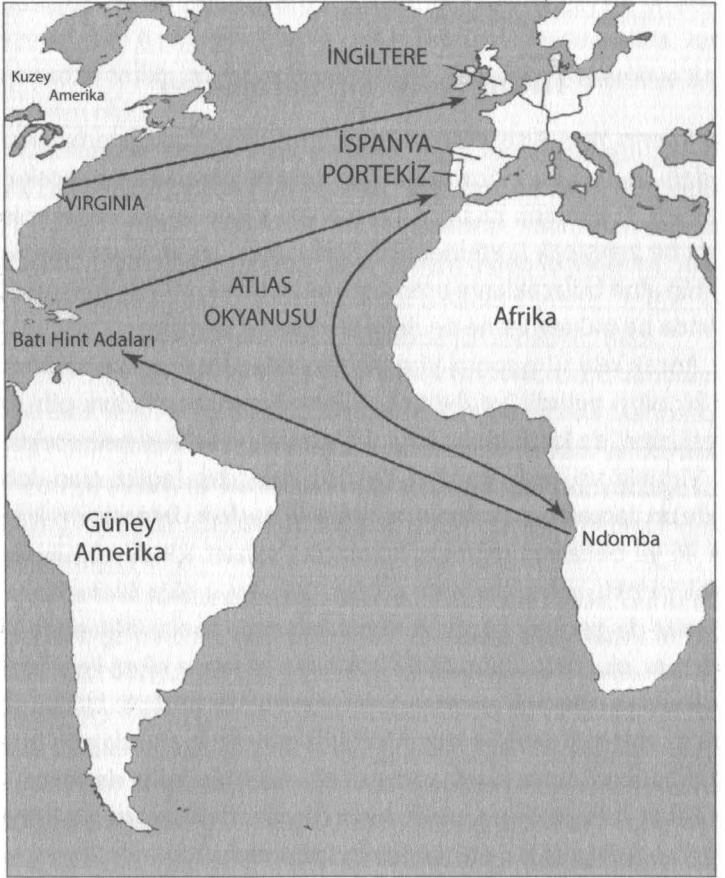 Kuzey
Amerika
İNGİLTERE
İSPANYA
PORTEKİZ
VIRGINIA
ATLAS
OKYANUSU
Afrika
Batı Hint Adaları
Güney
Amerika
Ndomba